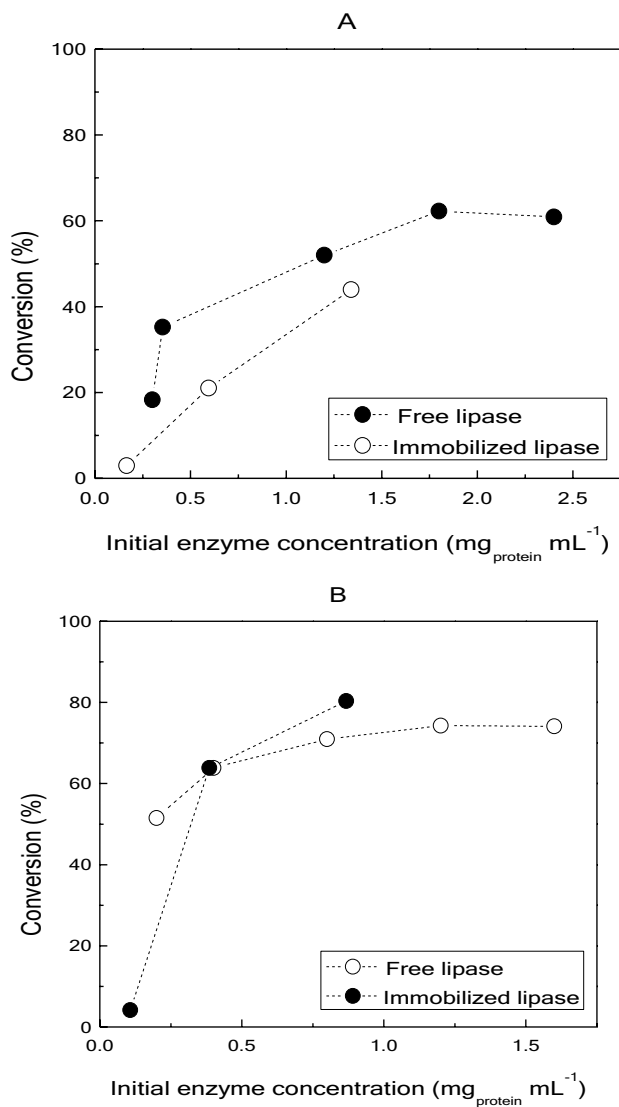 A
100
80
60
40
20
0
Conversion (%)
Free lipase
Immobilized lipase
0.0 0.5 1.0 1.5 2.0 2.5
Initial enzyme concentration (mg_protein mL^-1)
B
100
80
60
40
20
0
Conversion (%)
Free lipase
Immobilized lipase
0.0 0.5 1.0 1.5
Initial enzyme concentration (mg_protein mL^-1)